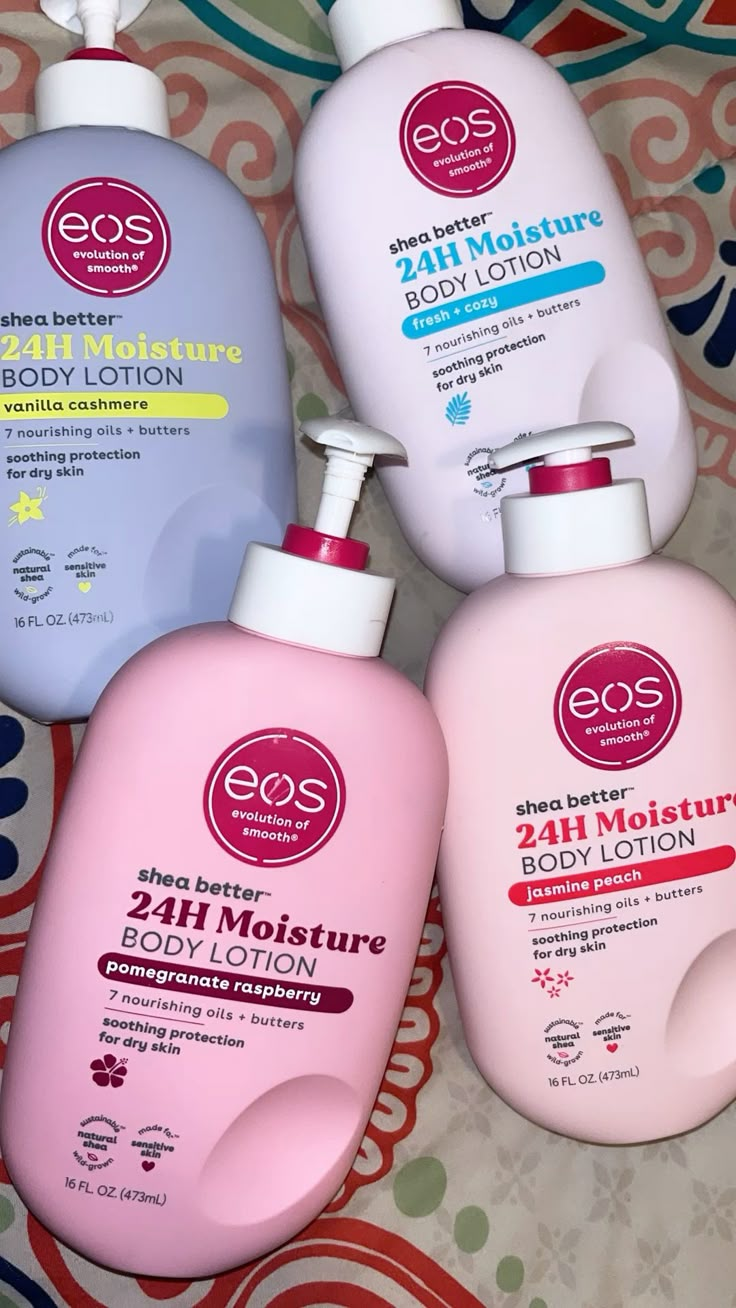 eos
evolution of
smooth®
shea better™
24H Moisture
BODY LOTION
vanilla cashmere
7 nourishing oils + butters
soothing protection
for dry skin
sustainable
natural
shea
wild-grown
made for
sensitive
skin
16 FL. OZ. (473mL)
eos
evolution of
smooth®
shea better™
24H Moisture
BODY LOTION
fresh + cozy
7 nourishing oils + butters
soothing protection
for dry skin
sustainable
wild-grown
eos
evolution of
smooth®
shea better™
24H Moisture
BODY LOTION
pomegranate raspberry
7 nourishing oils + butters
soothing protection
for dry skin
sustainable
natural
shea
wild-grown
made for
sensitive
skin
16 FL. OZ. (473mL)
eos
evolution of
smooth®
shea better™
24H Moistur
BODY LOTION
jasmine peach
7 nourishing oils + butters
soothing protection
for dry skin
sustainable
natural
shea
wild-grown
made for
sensitive
skin
16 FL. OZ. (473mL)